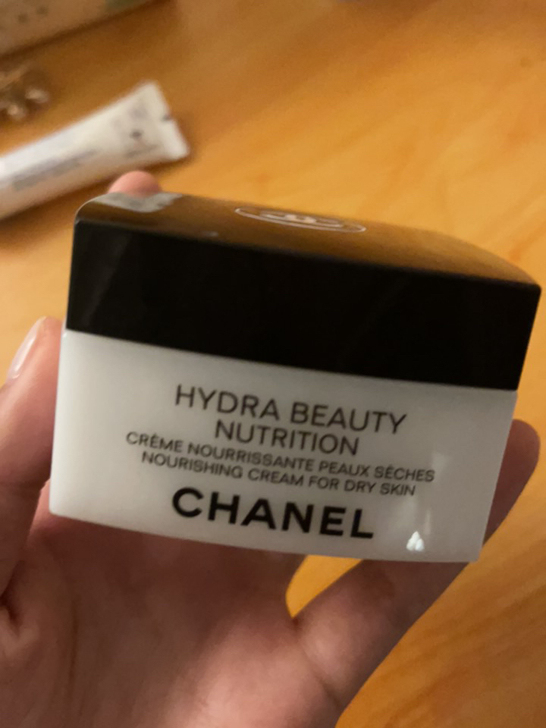 HYDRA BEAUTY
NUTRITION
CRÈME NOURRISSANTE PEAUX SÈCHES
NOURISHING CREAM FOR DRY SKIN
CHANEL